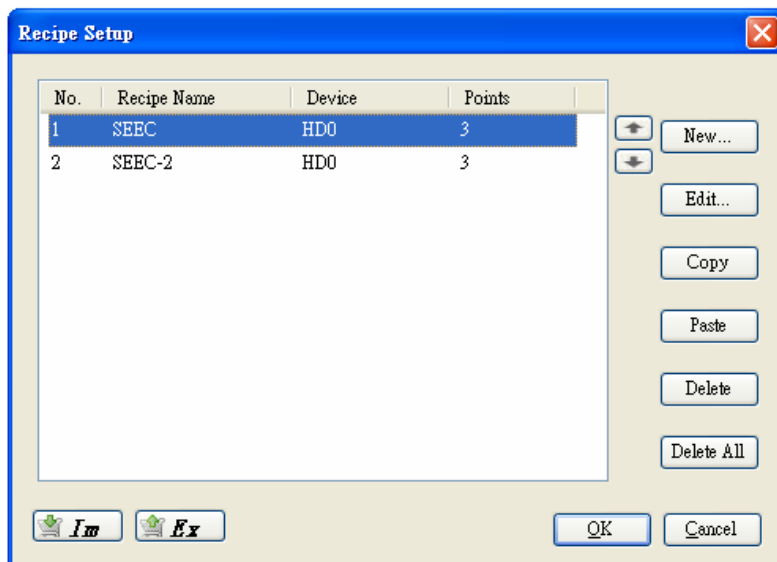 Recipe Setup
No. Recipe Name Device Points
1 SEEC HD0 3
2 SEEC-2 HD0 3
New...
Edit...
Copy
Paste
Delete
Delete All
Im Ex OK Cancel